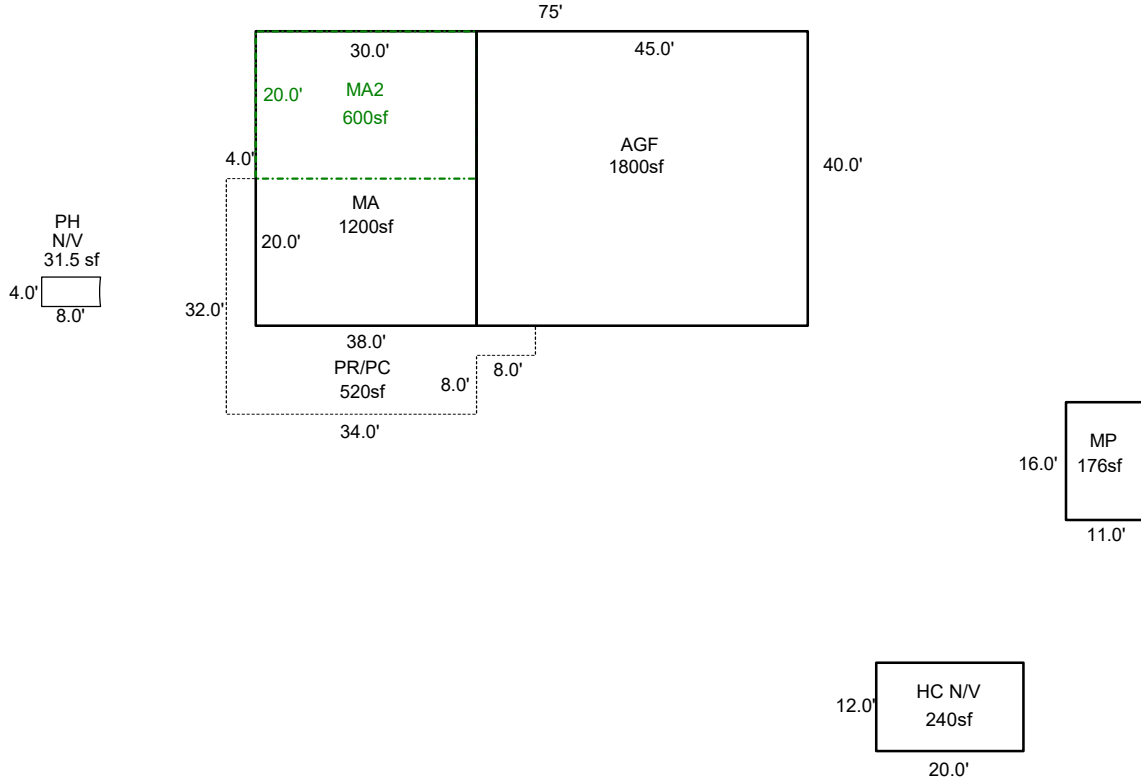 75'
30.0'
45.0'
20.0'
MA2
600sf
AGF
1800sf
4.0'
40.0'
MA
1200sf
20.0'
PH
N/V
31.5 sf
4.0'
8.0'
32.0'
38.0'
PR/PC
520sf
8.0'
8.0'
34.0'
MP
176sf
16.0'
11.0'
HC N/V
240sf
12.0'
20.0'